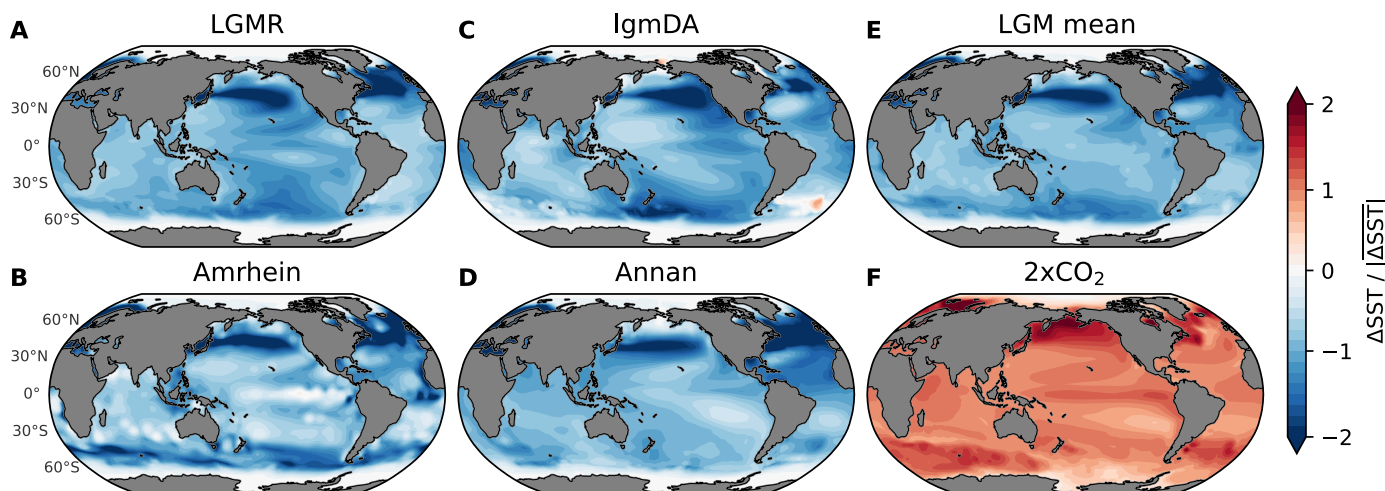 A LGMR
C lgmDA
E LGM mean
60°N
30°N
0°
30°S
60°S
B Amrhein
D Annan
F 2xCO₂
60°N
30°N
0°
30°S
60°S
2
1
0
−1
−2
ΔSST / |ΔSST|